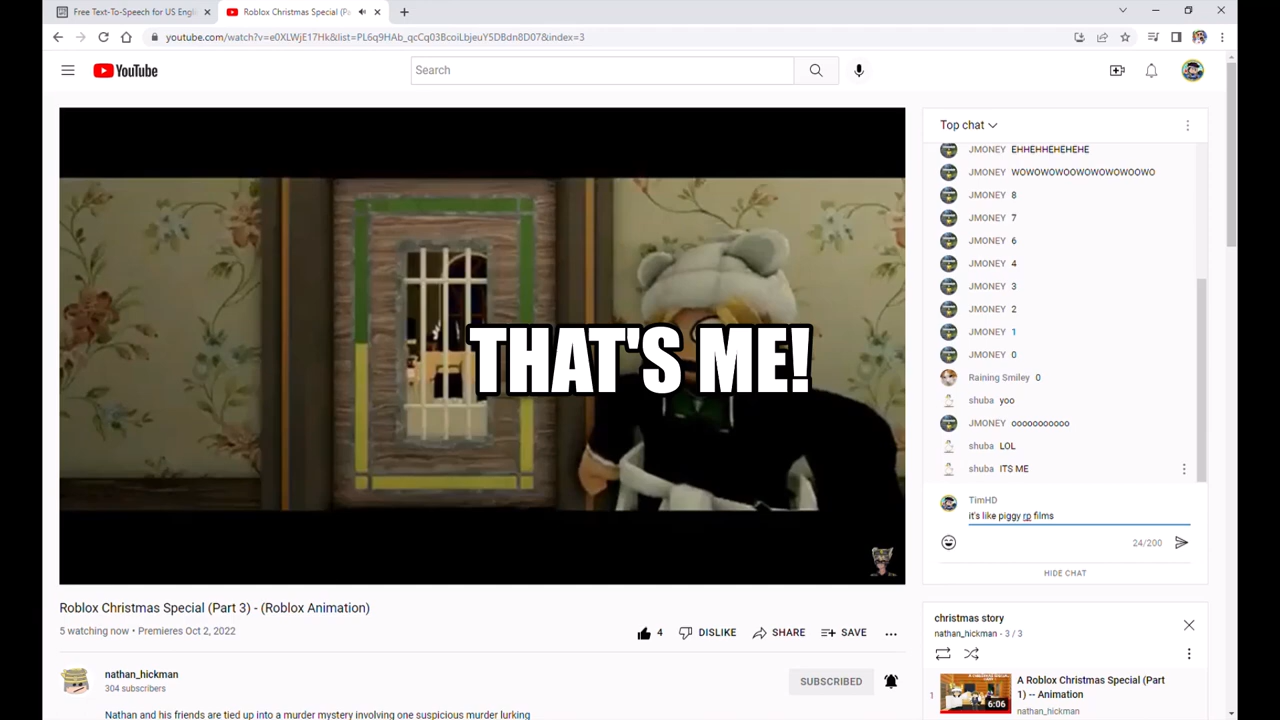 Free Text-To-Speech for US Engl
Roblox Christmas Special (Pa
youtube.com/watch?v=e0XLWjE17Hk&list=PL6q9HAb_qcCq03BcoiLbjeuY5DBdn8D07&index=3
YouTube
Search
THAT'S ME!
Roblox Christmas Special (Part 3) - (Roblox Animation)
5 watching now • Premieres Oct 2, 2022
4
DISLIKE
SHARE
SAVE
nathan_hickman
304 subscribers
SUBSCRIBED
Nathan and his friends are tied up into a murder mystery involving one suspicious murder lurking
Top chat
JMONEY EHHEHHEHEHEHE
JMONEY WOWOWOWOOWOWOWOWOOWO
JMONEY 8
JMONEY 7
JMONEY 6
JMONEY 4
JMONEY 3
JMONEY 2
JMONEY 1
JMONEY 0
Raining Smiley 0
shuba yoo
JMONEY ooooooooooo
shuba LOL
shuba ITS ME
TimHD
it's like piggy rp films
24/200
HIDE CHAT
christmas story
nathan_hickman - 3 / 3
1
6:06
A Roblox Christmas Special (Part
1) -- Animation
nathan_hickman